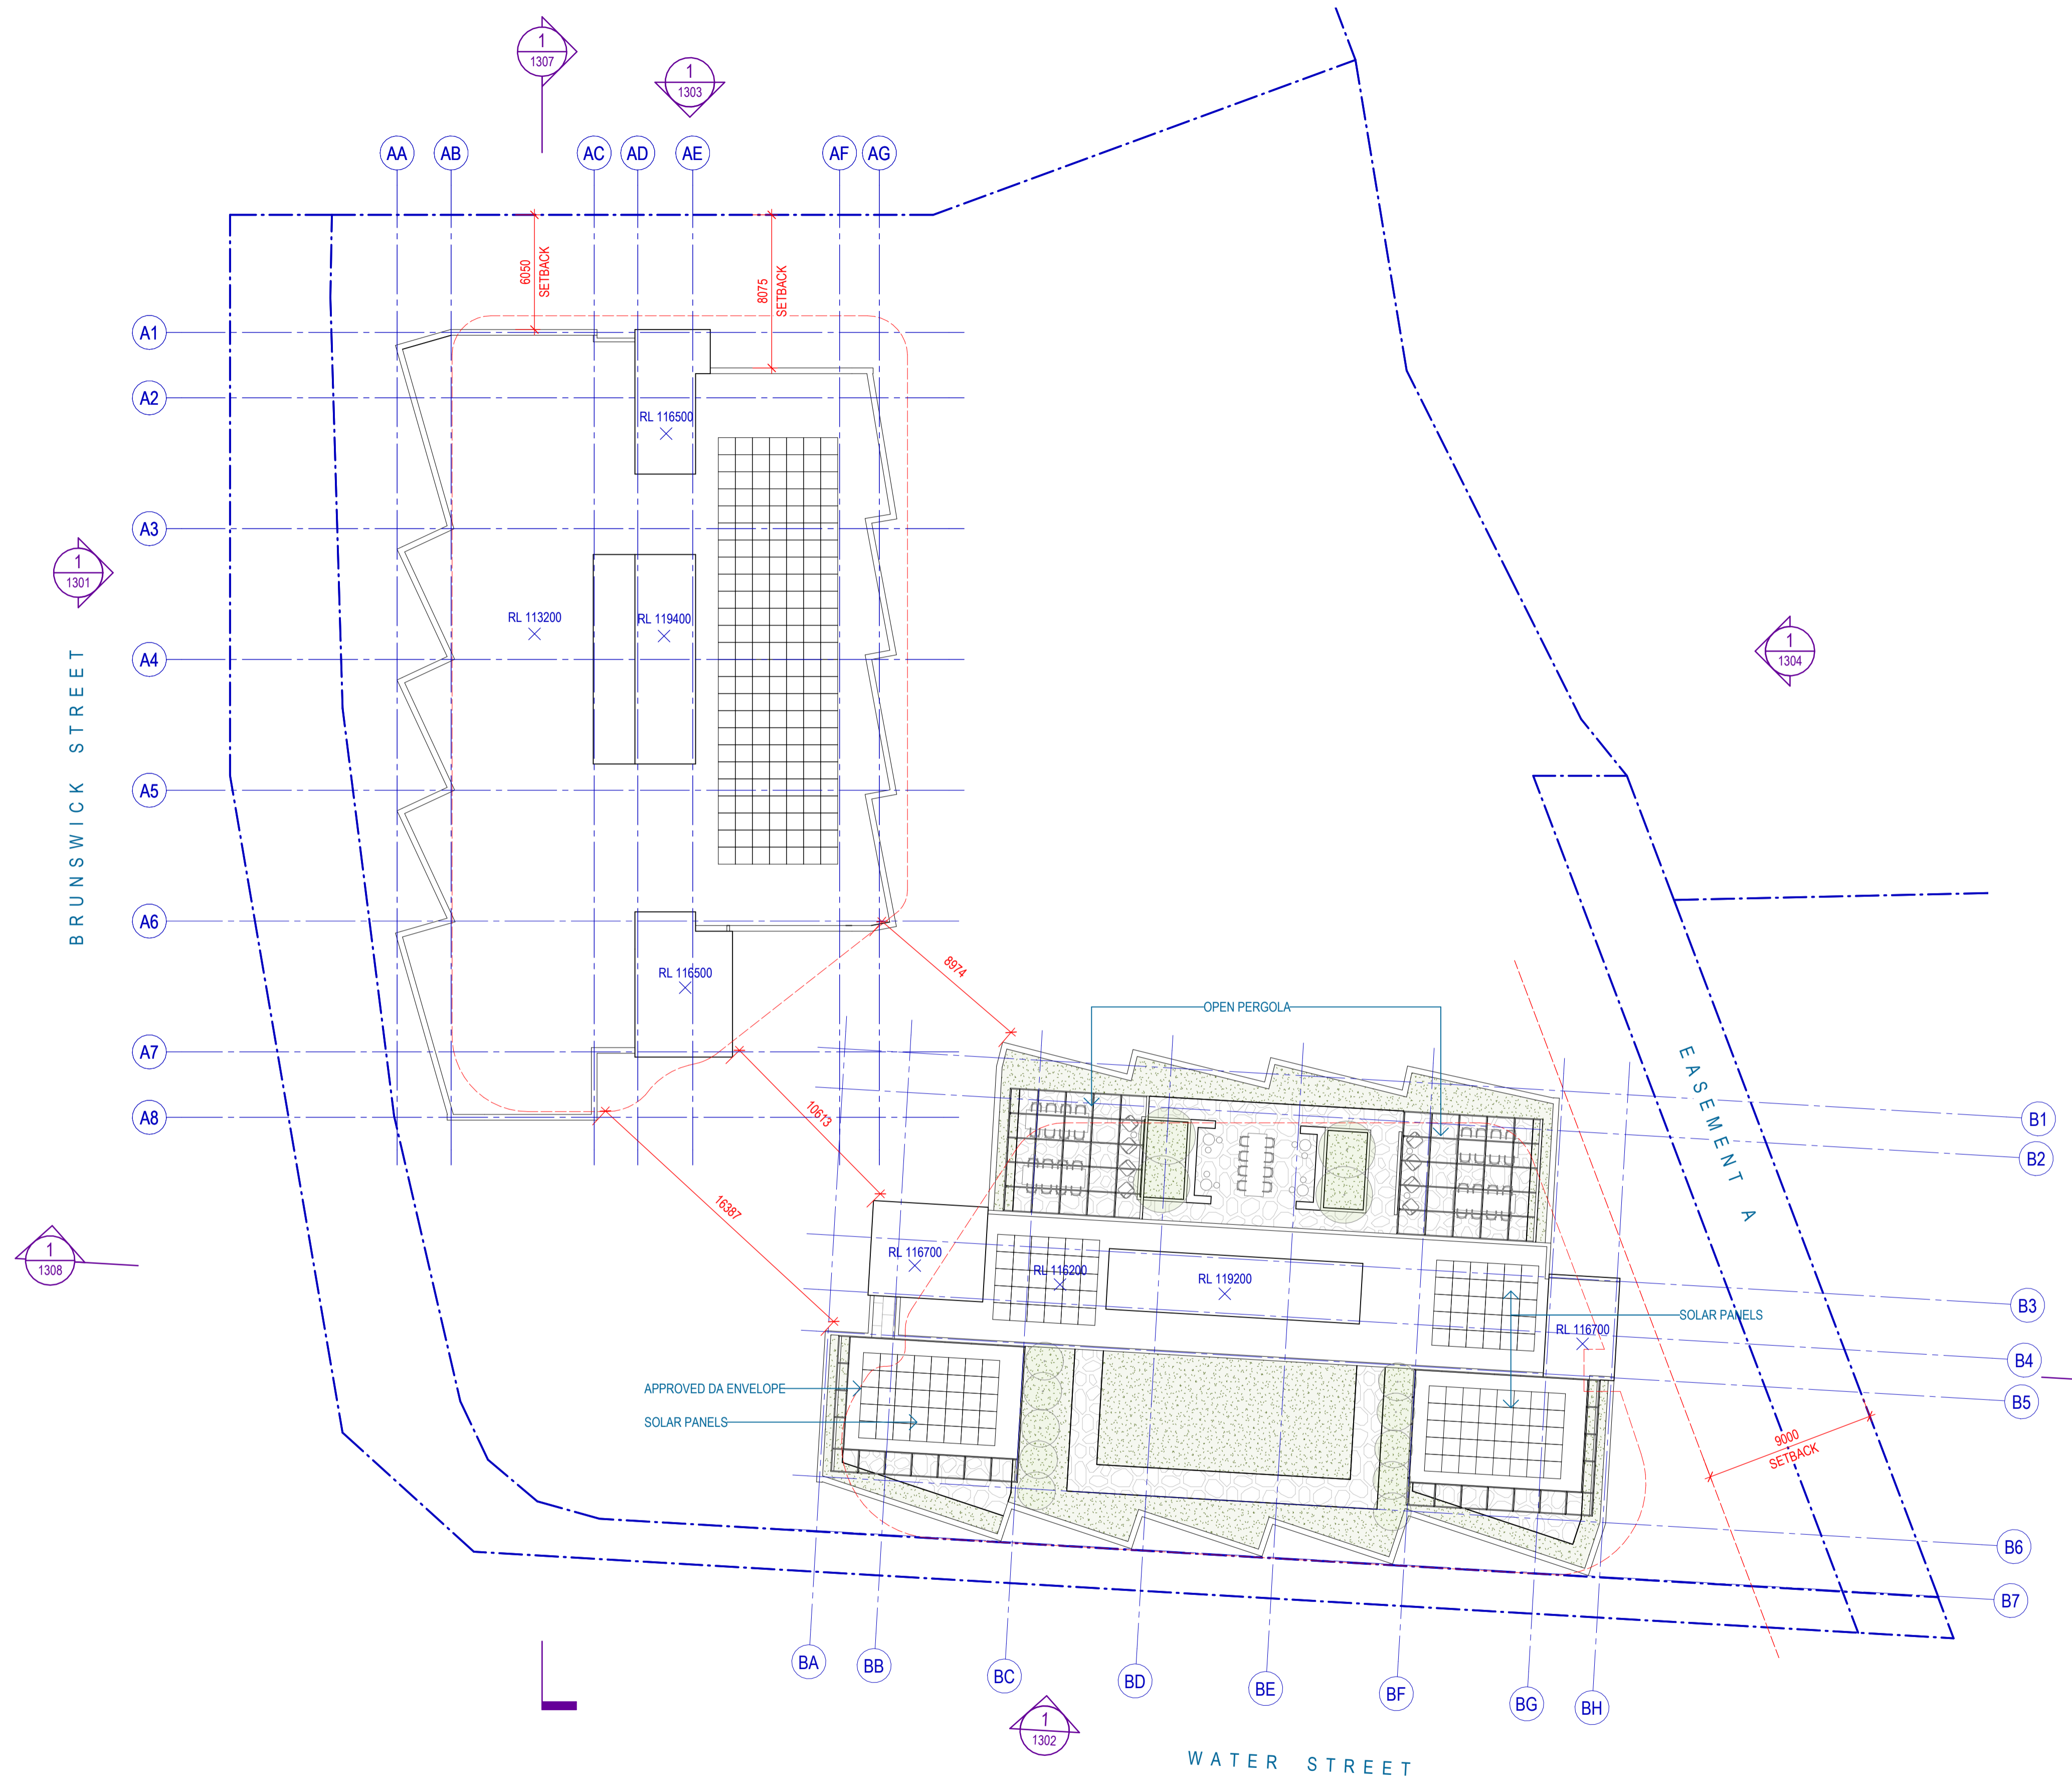 1
1307
1
1303
AA
AB
AC
AD
AE
AF
AG
6050
SETBACK
8075
SETBACK
A1
A2
RL 116500
A3
1
1301
RL 113200
RL 119400
1
1304
A4
BRUNSWICK STREET
A5
A6
8974
RL 116500
OPEN PERGOLA
A7
EASEMENT A
A8
10613
B1
B2
16387
1
1308
RL 116700
RL 116200
RL 119200
B3
SOLAR PANELS
RL 116700
B4
APPROVED DA ENVELOPE
B5
SOLAR PANELS
9000
SETBACK
B6
B7
BA
BB
BC
BD
BE
BF
BG
BH
1
1302
WATER STREET